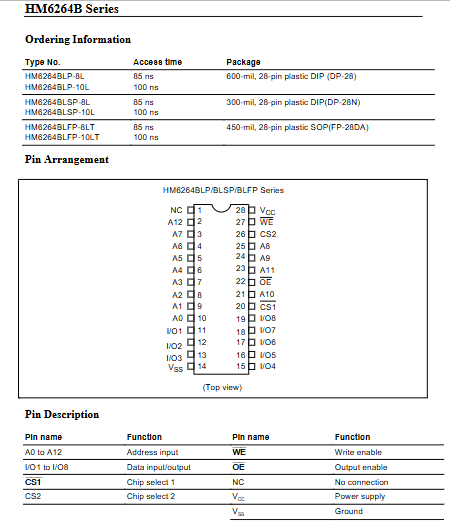 HM6264B Series
Ordering Information
Type No. Access time Package
HM6264BLP-8L 85 ns 600-mil, 28-pin plastic DIP (DP-28)
HM6264BLP-10L 100 ns
HM6264BLSP-8L 85 ns 300-mil, 28-pin plastic DIP(DP-28N)
HM6264BLSP-10L 100 ns
HM6264BLFP-8LT 85 ns 450-mil, 28-pin plastic SOP(FP-28DA)
HM6264BLFP-10LT 100 ns
Pin Arrangement
HM6264BLP/BLSP/BLFP Series
NC 1 28 VCC
A12 2 27 WE
A7 3 26 CS2
A6 4 25 A8
A5 5 24 A9
A4 6 23 A11
A3 7 22 OE
A2 8 21 A10
A1 9 20 CS1
A0 10 19 I/O8
I/O1 11 18 I/O7
I/O2 12 17 I/O6
I/O3 13 16 I/O5
VSS 14 15 I/O4
(Top view)
Pin Description
Pin name Function Pin name Function
A0 to A12 Address input WE Write enable
I/O1 to I/O8 Data input/output OE Output enable
CS1 Chip select 1 NC No connection
CS2 Chip select 2 VCC Power supply
VSS Ground